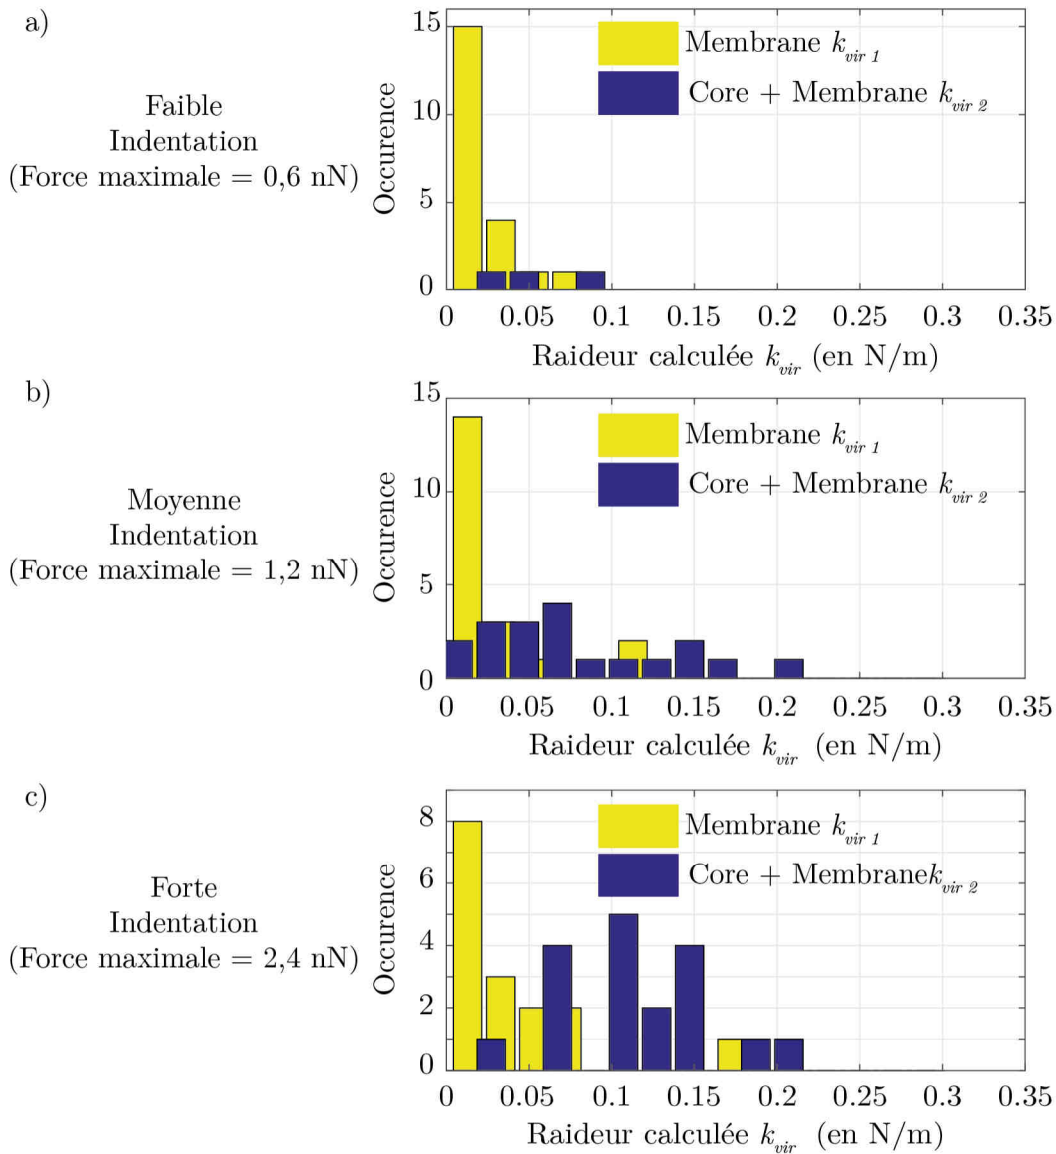 a)
Faible
Indentation
(Force maximale = 0,6 nN)
Occurence
15
10
5
0
Membrane k_vir 1
Core + Membrane k_vir 2
0 0.05 0.1 0.15 0.2 0.25 0.3 0.35
Raideur calculée k_vir (en N/m)
b)
Moyenne
Indentation
(Force maximale = 1,2 nN)
Occurence
15
10
5
0
Membrane k_vir 1
Core + Membrane k_vir 2
0 0.05 0.1 0.15 0.2 0.25 0.3 0.35
Raideur calculée k_vir (en N/m)
c)
Forte
Indentation
(Force maximale = 2,4 nN)
Occurence
8
6
4
2
0
Membrane k_vir 1
Core + Membranek_vir 2
0 0.05 0.1 0.15 0.2 0.25 0.3 0.35
Raideur calculée k_vir (en N/m)